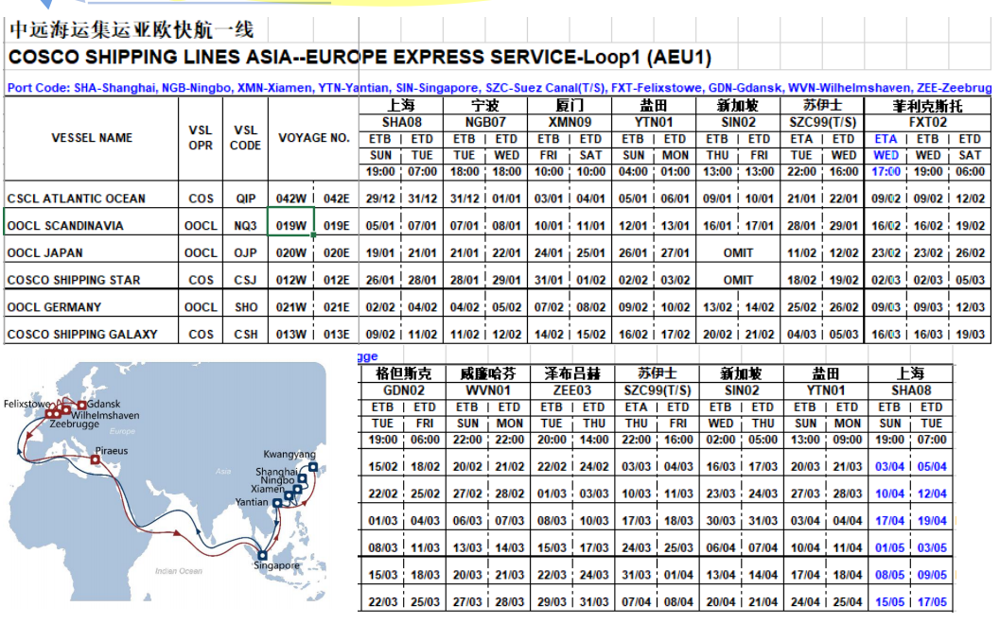 中远海运集运亚欧快航一线
COSCO SHIPPING LINES ASIA--EUROPE EXPRESS SERVICE-Loop1 (AEU1)
Port Code: SHA-Shanghai, NGB-Ningbo, XMN-Xiamen, YTN-Yantian, SIN-Singapore, SZC-Suez Canal(T/S), FXT-Felixstowe, GDN-Gdansk, WVN-Wilhelmshaven, ZEE-Zeebrug
上海 宁波 厦门 盐田 新加坡 苏伊士 菲利克斯托
VESSEL NAME VSL OPR VSL CODE VOYAGE NO. SHA08 NGB07 XMN09 YTN01 SIN02 SZC99(T/S) FXT02
ETB ETD ETB ETD ETB ETD ETB ETD ETB ETD ETA ETD ETA ETB ETD
SUN TUE TUE WED FRI SAT SUN MON THU FRI TUE WED WED WED SAT
19:00 07:00 18:00 18:00 10:00 10:00 04:00 01:00 13:00 13:00 22:00 16:00 17:00 19:00 06:00
CSCL ATLANTIC OCEAN COS QIP 042W 042E 29/12 31/12 31/12 01/01 03/01 04/01 05/01 06/01 09/01 10/01 21/01 22/01 09/02 09/02 12/02
OOCL SCANDINAVIA OOCL NQ3 019W 019E 05/01 07/01 07/01 08/01 10/01 11/01 12/01 13/01 16/01 17/01 28/01 29/01 16/02 16/02 19/02
OOCL JAPAN OOCL OJP 020W 020E 19/01 21/01 21/01 22/01 24/01 25/01 26/01 27/01 OMIT 11/02 12/02 23/02 23/02 26/02
COSCO SHIPPING STAR COS CSJ 012W 012E 26/01 28/01 28/01 29/01 31/01 01/02 02/02 03/02 OMIT 18/02 19/02 02/03 02/03 05/03
OOCL GERMANY OOCL SHO 021W 021E 02/02 04/02 04/02 05/02 07/02 08/02 09/02 10/02 13/02 14/02 25/02 26/02 09/03 09/03 12/03
COSCO SHIPPING GALAXY COS CSH 013W 013E 09/02 11/02 11/02 12/02 14/02 15/02 16/02 17/02 20/02 21/02 04/03 05/03 16/03 16/03 19/03
gge
格但斯克 威廉哈芬 泽布吕赫 苏伊士 新加坡 盐田 上海
GDN02 WVN01 ZEE03 SZC99(T/S) SIN02 YTN01 SHA08
ETB ETD ETB ETD ETB ETD ETA ETD ETB ETD ETB ETD ETB ETD
TUE FRI SUN MON TUE THU THU FRI WED THU SUN MON SUN TUE
19:00 06:00 22:00 22:00 20:00 14:00 22:00 16:00 02:00 05:00 13:00 09:00 19:00 07:00
15/02 18/02 20/02 21/02 22/02 24/02 03/03 04/03 16/03 17/03 20/03 21/03 03/04 05/04
22/02 25/02 27/02 28/02 01/03 03/03 10/03 11/03 23/03 24/03 27/03 28/03 10/04 12/04
01/03 04/03 06/03 07/03 08/03 10/03 17/03 18/03 30/03 31/03 03/04 04/04 17/04 19/04
08/03 11/03 13/03 14/03 15/03 17/03 24/03 25/03 06/04 07/04 10/04 11/04 01/05 03/05
15/03 18/03 20/03 21/03 22/03 24/03 31/03 01/04 13/04 14/04 17/04 18/04 08/05 09/05
22/03 25/03 27/03 28/03 29/03 31/03 07/04 08/04 20/04 21/04 24/04 25/04 15/05 17/05
Felixstowe
Gdansk
Wilhelmshaven
Zeebrugge
Europe
Piraeus
Kwangyang
Asia
Shanghai
Ningbo
Xiamen
Yantian
Singapore
Indian Ocean